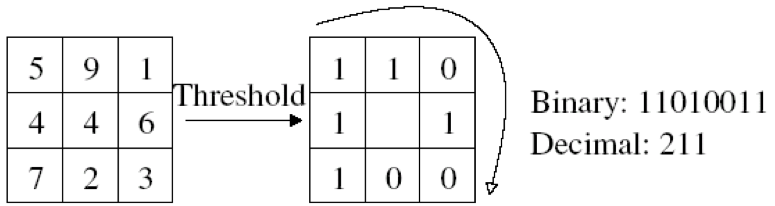 5 9 1
4 4 6
7 2 3
Threshold
1 1 0
1 1
1 0 0
Binary: 11010011
Decimal: 211